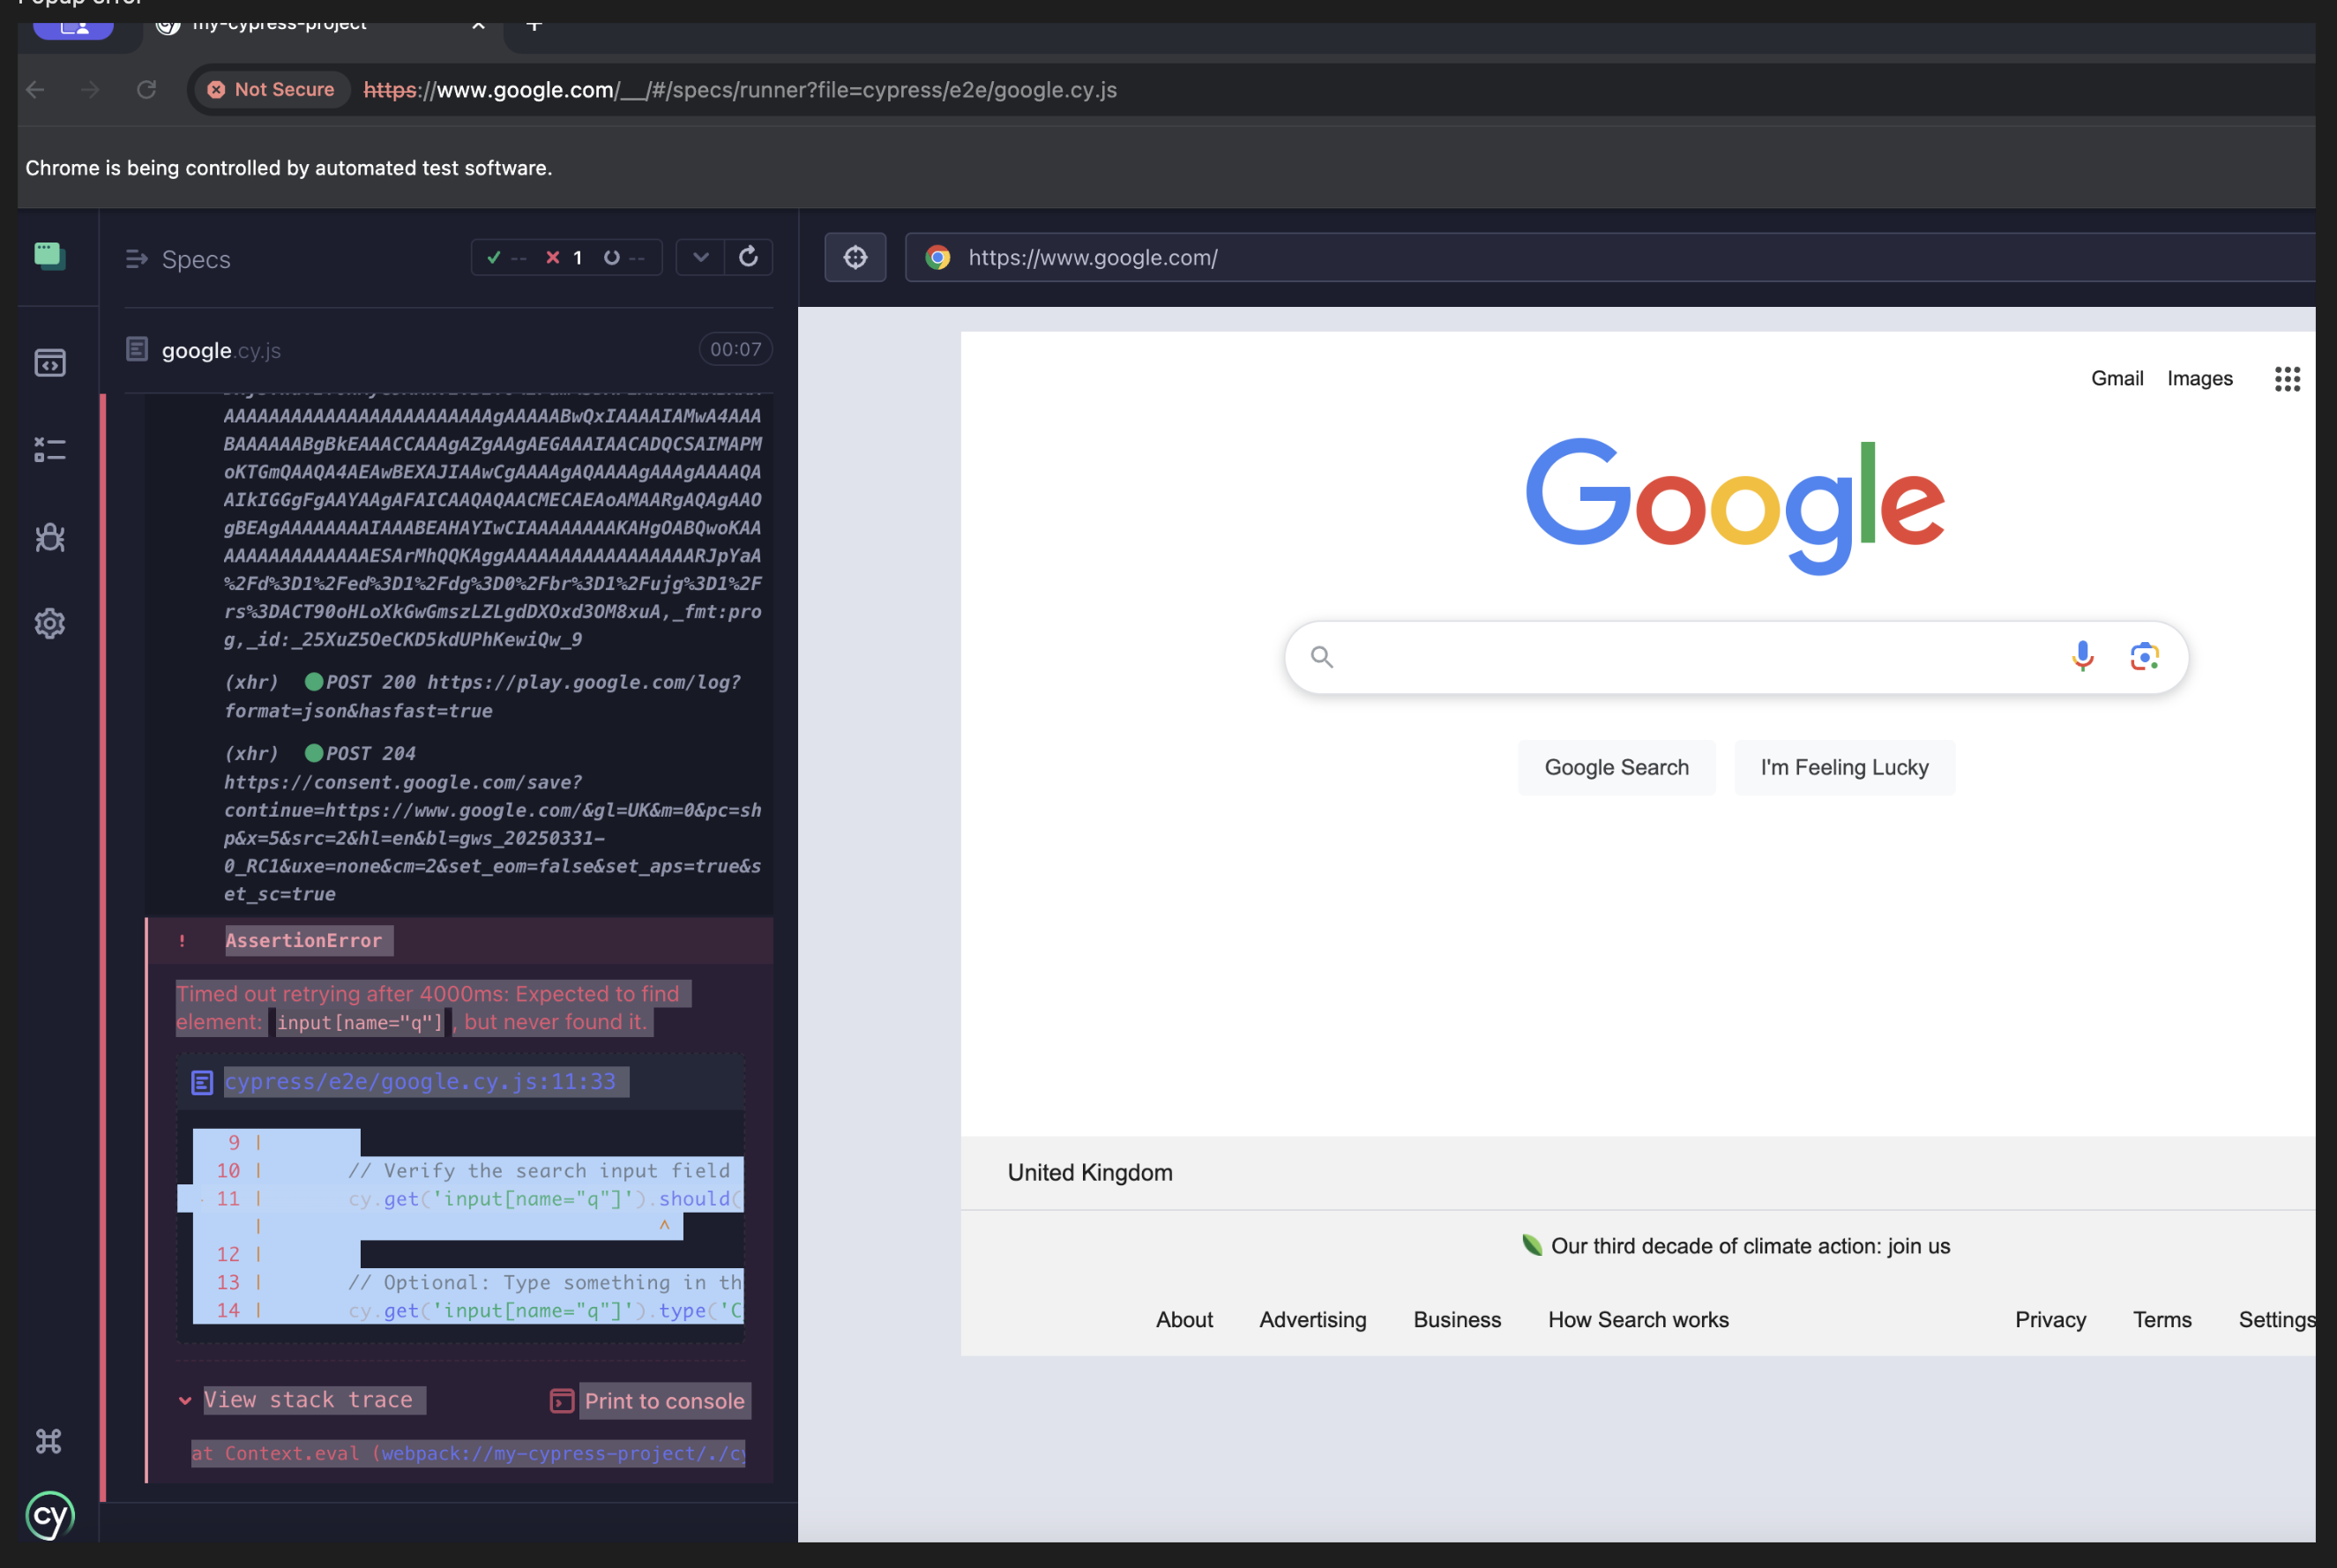 Popup error
my-cypress-project
Not Secure https://www.google.com/__/#/specs/runner?file=cypress/e2e/google.cy.js
Chrome is being controlled by automated test software.
Specs
-- 1 --
https://www.google.com/
google.cy.js
00:07
AAAAAAAAAAAAAAAAAAAAAAAAgAAAAABwQxIAAAAIAMwA4AAA
BAAAAAABgBkEAAACCAAAgAZgAAgAEGAAAIAACADQCSAIMAPM
oKTGmQAAQA4AEAwBEXAJIAAwCgAAAAgAQAAAAgAAAgAAAAQA
AIkIGGgFgAAYAAgAFAICAAQAQAACMECAEAoAMAARgAQAgAAO
gBEAgAAAAAAAAIAAABEAHAYIwCIAAAAAAAAKAHgOABQwoKAA
AAAAAAAAAAAAAESArMhQQKAggAAAAAAAAAAAAAAAAARJpYaA
%2Fd%3D1%2Fed%3D1%2Fdg%3D0%2Fbr%3D1%2Fujg%3D1%2F
rs%3DACT90oHLoXkGwGmszLZLgdDXOxd3OM8xuA,_fmt:pro
g,_id:_25XuZ5OeCKD5kdUPhKewiQw_9
(xhr) POST 200 https://play.google.com/log?
format=json&hasfast=true
(xhr) POST 204
https://consent.google.com/save?
continue=https://www.google.com/&gl=UK&m=0&pc=sh
p&x=5&src=2&hl=en&bl=gws_20250331-
0_RC1&uxe=none&cm=2&set_eom=false&set_aps=true&s
et_sc=true
! AssertionError
Timed out retrying after 4000ms: Expected to find
element: input[name="q"] , but never found it.
cypress/e2e/google.cy.js:11:33
9 |
10 | // Verify the search input field
11 | cy.get('input[name="q"]').should(
| ^
12 |
13 | // Optional: Type something in th
14 | cy.get('input[name="q"]').type('C
View stack trace
Print to console
at Context.eval (webpack://my-cypress-project/./cy
cy
Gmail Images
Google
Google Search
I'm Feeling Lucky
United Kingdom
Our third decade of climate action: join us
About Advertising Business How Search works
Privacy Terms Settings